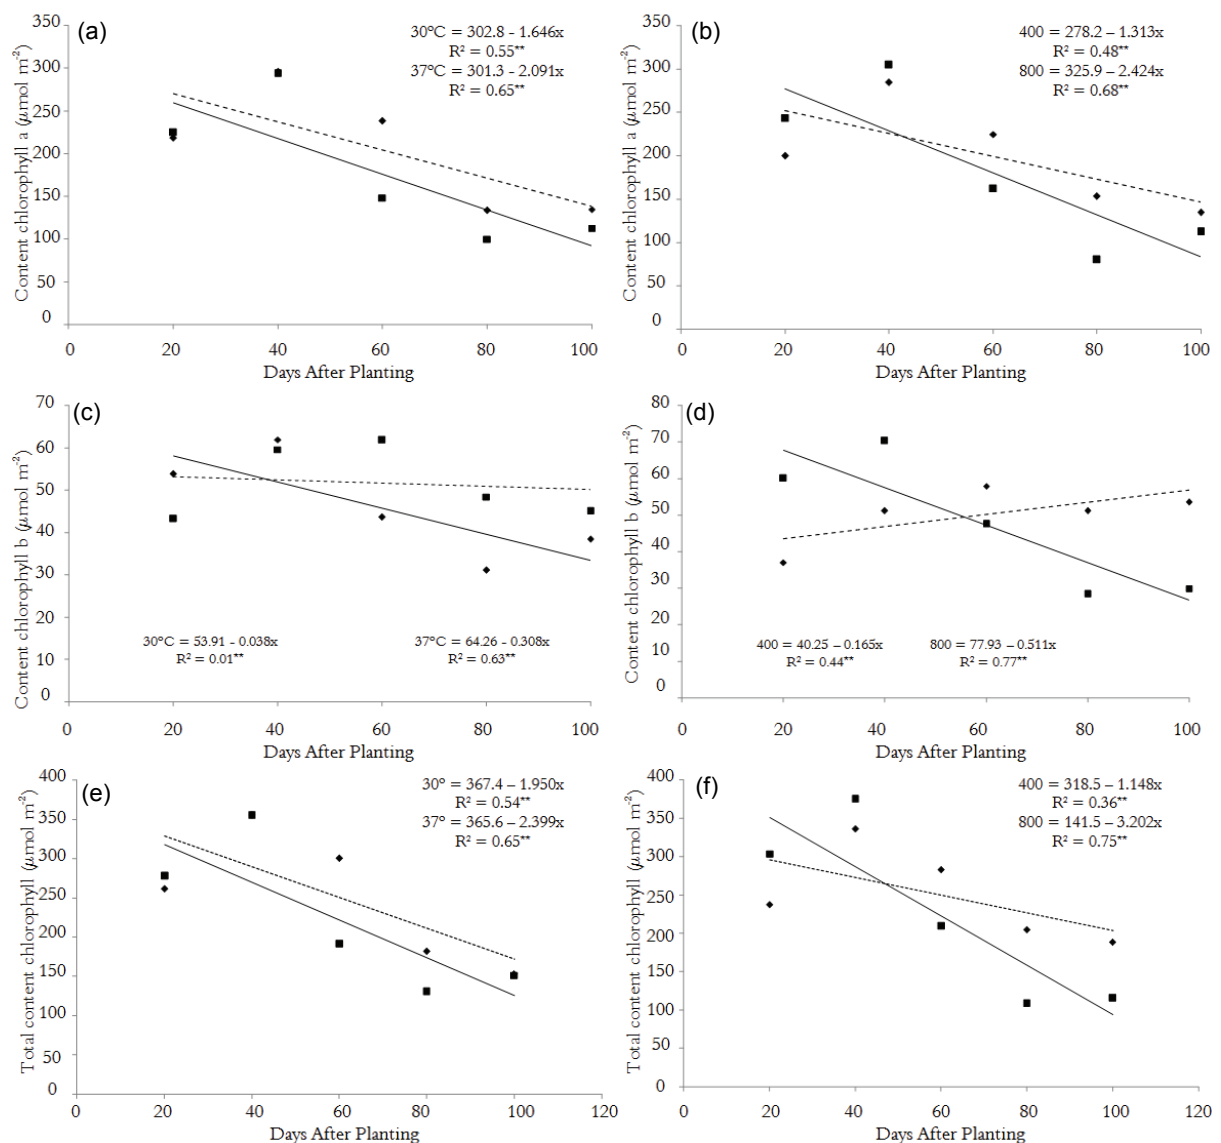 (a)
30°C = 302.8 - 1.646x
R² = 0.55**
37°C = 301.3 - 2.091x
R² = 0.65**
Content chlorophyll a (µmol m⁻²)
350
300
250
200
150
100
50
0
0 20 40 60 80 100
Days After Planting
(b)
400 = 278.2 – 1.313x
R² = 0.48**
800 = 325.9 – 2.424x
R² = 0.68**
Content chlorophyll a (µmol m⁻²)
350
300
250
200
150
100
50
0
0 20 40 60 80 100
Days After Planting
(c)
Content chlorophyll b (µmol m⁻²)
70
60
50
40
30
20
10
0
30°C = 53.91 - 0.038x
R² = 0.01**
37°C = 64.26 - 0.308x
R² = 0.63**
0 20 40 60 80 100
Days After Planting
(d)
Content chlorophyll b (µmol m⁻²)
80
70
60
50
40
30
20
10
0
400 = 40.25 – 0.165x
R² = 0.44**
800 = 77.93 – 0.511x
R² = 0.77**
0 20 40 60 80 100
Days After Planting
(e)
30° = 367.4 – 1.950x
R² = 0.54**
37° = 365.6 – 2.399x
R² = 0.65**
Total content chlorophyll (µmol m⁻²)
400
350
300
250
200
150
100
50
0
0 20 40 60 80 100 120
Days After Planting
(f)
400 = 318.5 – 1.148x
R² = 0.36**
800 = 141.5 – 3.202x
R² = 0.75**
Total content chlorophyll (µmol m⁻²)
400
350
300
250
200
150
100
50
0
0 20 40 60 80 100 120
Days After Planting